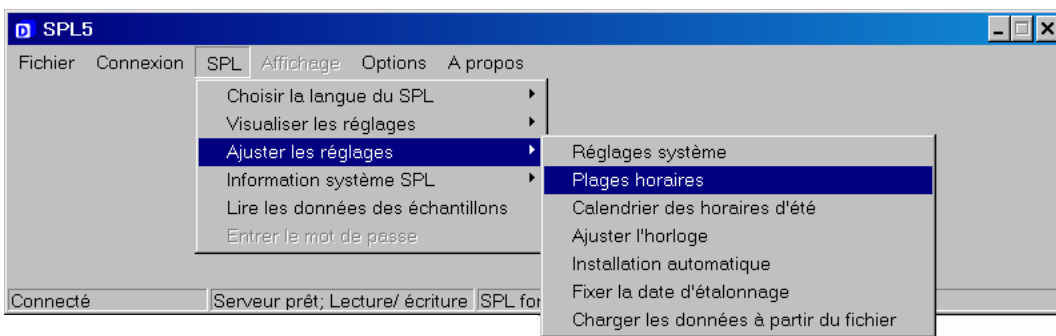 SPL5
Fichier Connexion SPL Affichage Options A propos
Choisir la langue du SPL
Visualiser les réglages
Ajuster les réglages
Information système SPL
Lire les données des échantillons
Entrer le mot de passe
Réglages système
Plages horaires
Calendrier des horaires d'été
Ajuster l'horloge
Installation automatique
Fixer la date d'étalonnage
Charger les données à partir du fichier
Connecté Serveur prêt; Lecture/ écriture SPL for